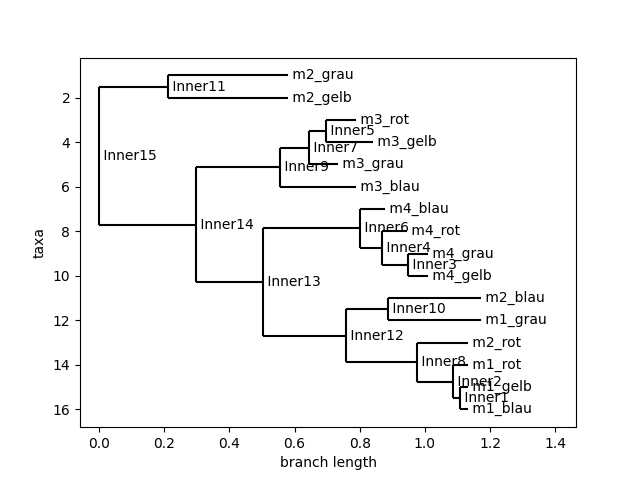 m2_grau
Inner11
2
m2_gelb
m3_rot
Inner5
4
m3_gelb
Inner7
Inner15
m3_grau
Inner9
6
m3_blau
m4_blau
Inner14
Inner6
8
m4_rot
taxa
Inner4
m4_grau
Inner3
10
m4_gelb
Inner13
m2_blau
Inner10
12
m1_grau
Inner12
m2_rot
Inner8
14
m1_rot
Inner2
m1_gelb
Inner1
16
m1_blau
0.0 0.2 0.4 0.6 0.8 1.0 1.2 1.4
branch length